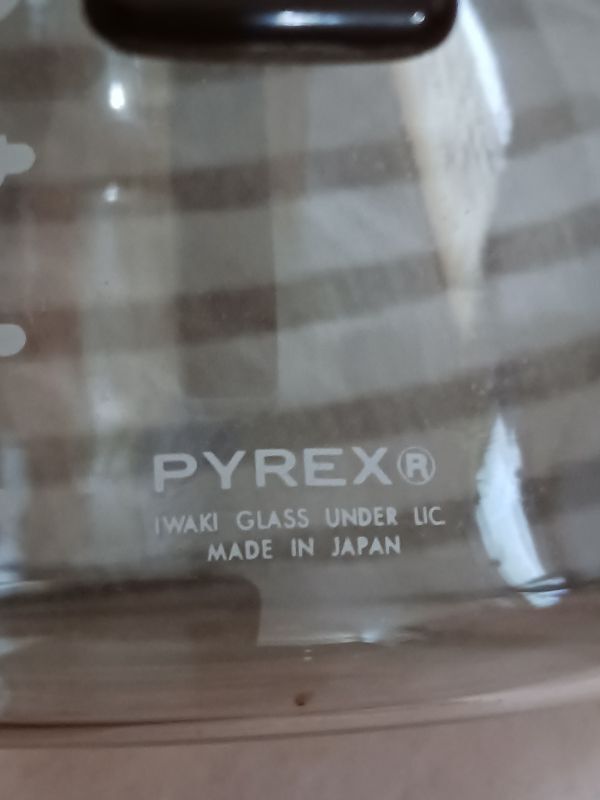 PYREX®
IWAKI GLASS UNDER LIC
MADE IN JAPAN